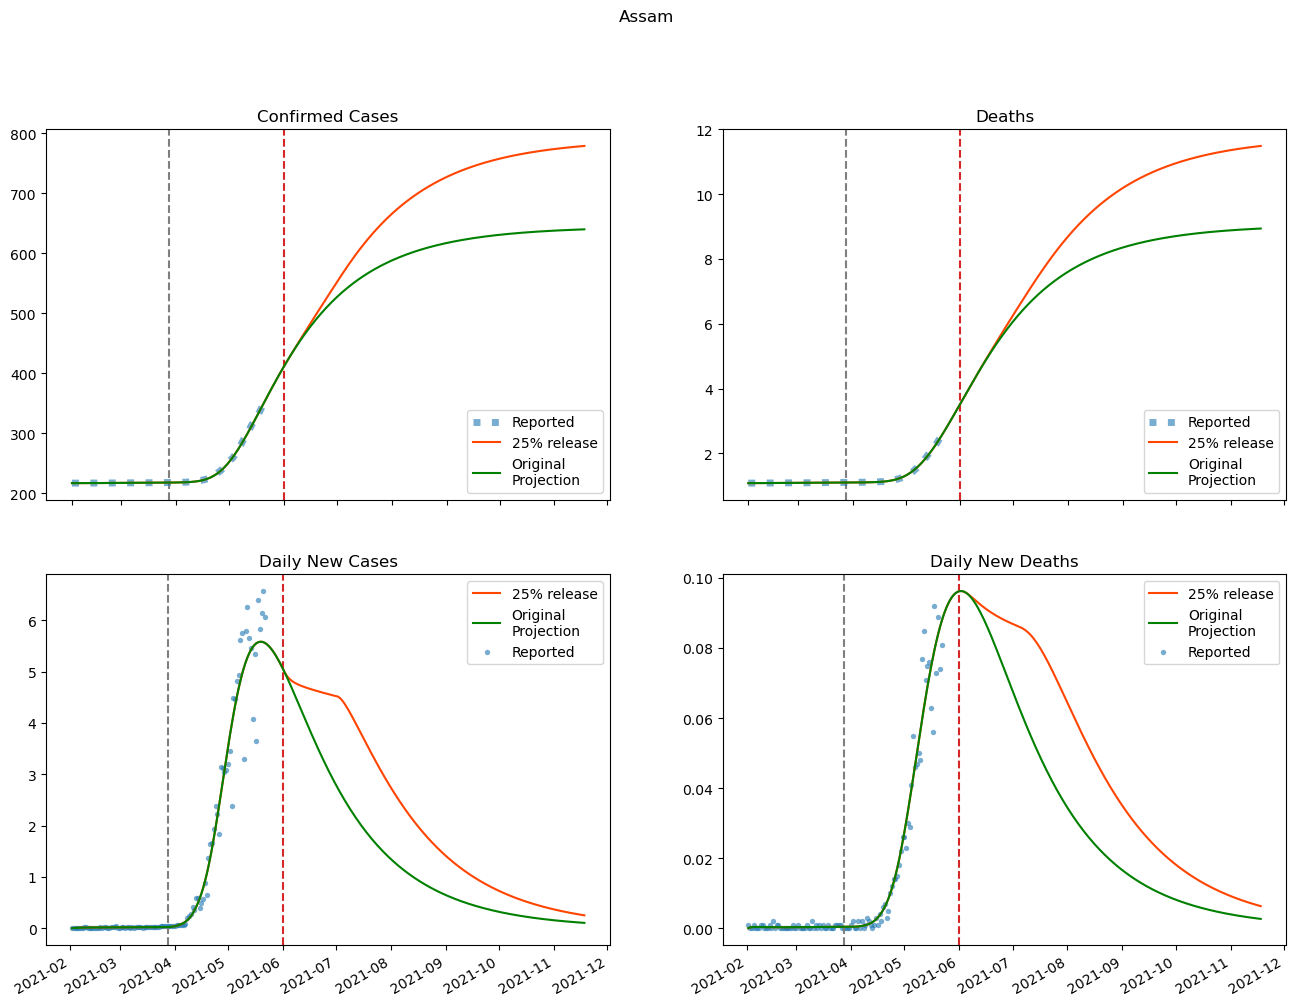 Assam
Confirmed Cases
800
700
600
500
400
300
200
Reported
25% release
Original
Projection
Deaths
12
10
8
6
4
2
Reported
25% release
Original
Projection
Daily New Cases
6
5
4
3
2
1
0
25% release
Original
Projection
Reported
2021-02
2021-03
2021-04
2021-05
2021-06
2021-07
2021-08
2021-09
2021-10
2021-11
2021-12
Daily New Deaths
0.10
0.08
0.06
0.04
0.02
0.00
25% release
Original
Projection
Reported
2021-02
2021-03
2021-04
2021-05
2021-06
2021-07
2021-08
2021-09
2021-10
2021-11
2021-12